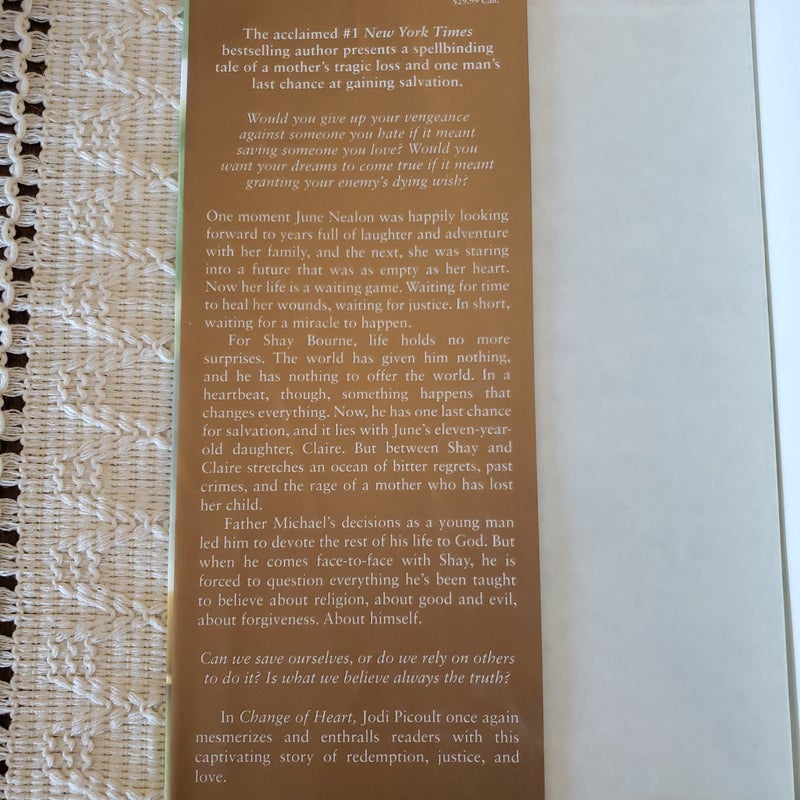 $29.99 Can.
The acclaimed #1 New York Times
bestselling author presents a spellbinding
tale of a mother's tragic loss and one man's
last chance at gaining salvation.
Would you give up your vengeance
against someone you hate if it meant
saving someone you love? Would you
want your dreams to come true if it meant
granting your enemy's dying wish?
One moment June Nealon was happily looking
forward to years full of laughter and adventure
with her family, and the next, she was staring
into a future that was as empty as her heart.
Now her life is a waiting game. Waiting for time
to heal her wounds, waiting for justice. In short,
waiting for a miracle to happen.
For Shay Bourne, life holds no more
surprises. The world has given him nothing,
and he has nothing to offer the world. In a
heartbeat, though, something happens that
changes everything. Now, he has one last chance
for salvation, and it lies with June's eleven-year-
old daughter, Claire. But between Shay and
Claire stretches an ocean of bitter regrets, past
crimes, and the rage of a mother who has lost
her child.
Father Michael's decisions as a young man
led him to devote the rest of his life to God. But
when he comes face-to-face with Shay, he is
forced to question everything he's been taught
to believe about religion, about good and evil,
about forgiveness. About himself.
Can we save ourselves, or do we rely on others
to do it? Is what we believe always the truth?
In Change of Heart, Jodi Picoult once again
mesmerizes and enthralls readers with this
captivating story of redemption, justice, and
love.